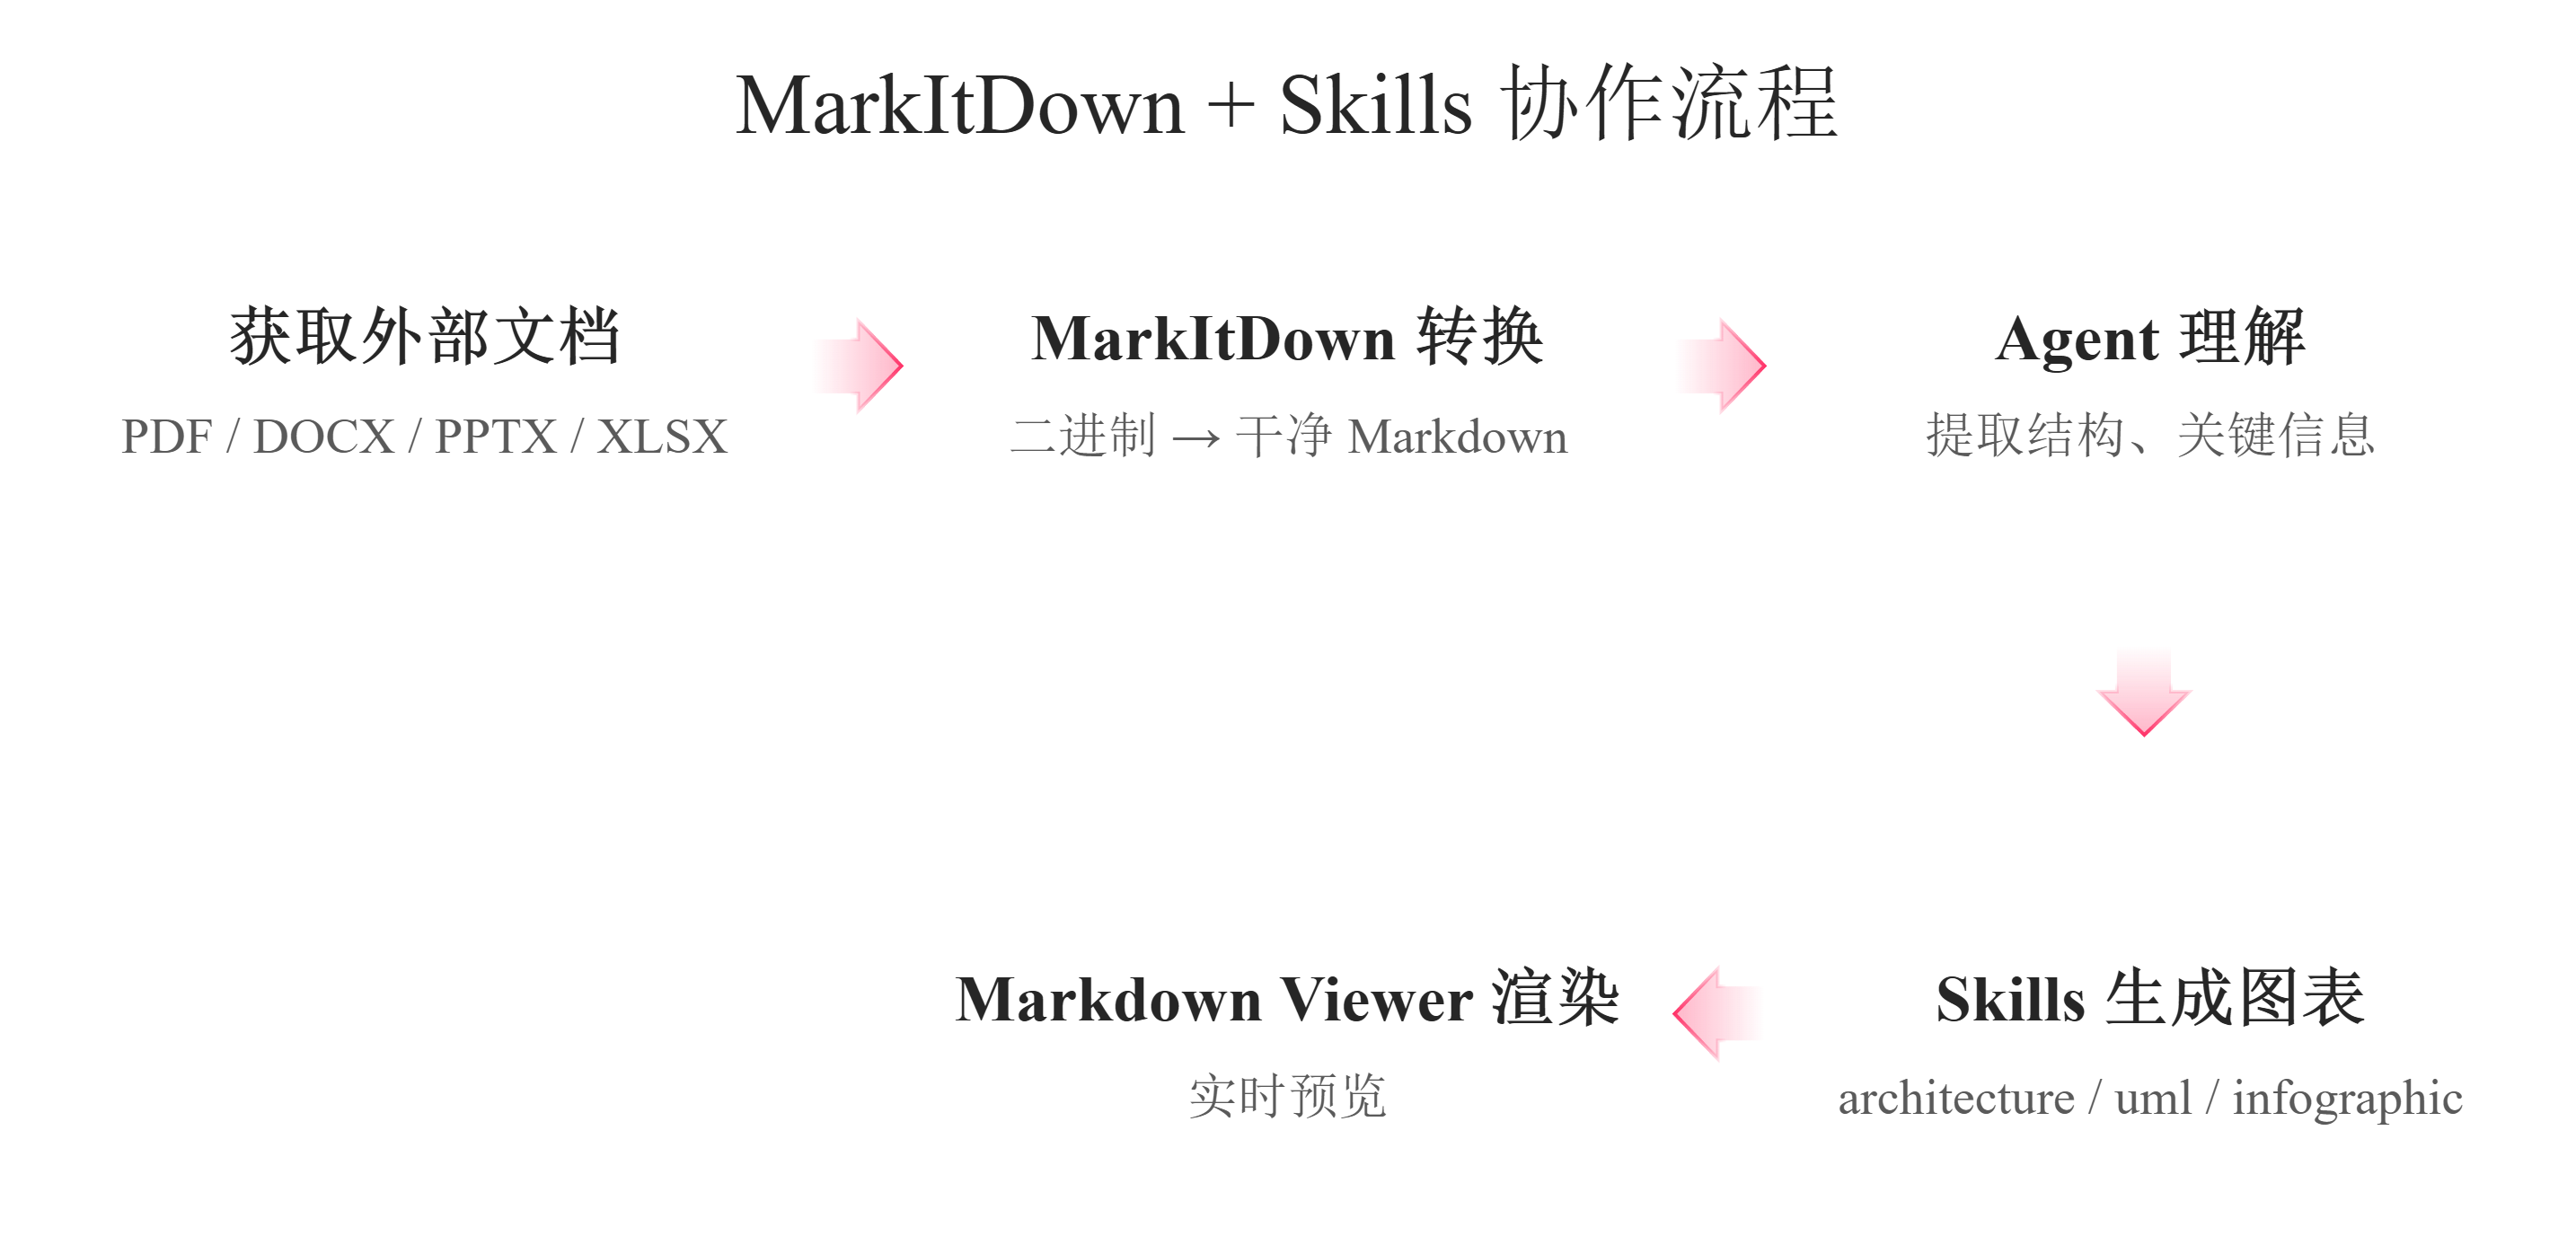 MarkItDown + Skills 协作流程
获取外部文档
PDF / DOCX / PPTX / XLSX
MarkItDown 转换
二进制 → 干净 Markdown
Agent 理解
提取结构、关键信息
Skills 生成图表
architecture / uml / infographic
Markdown Viewer 渲染
实时预览